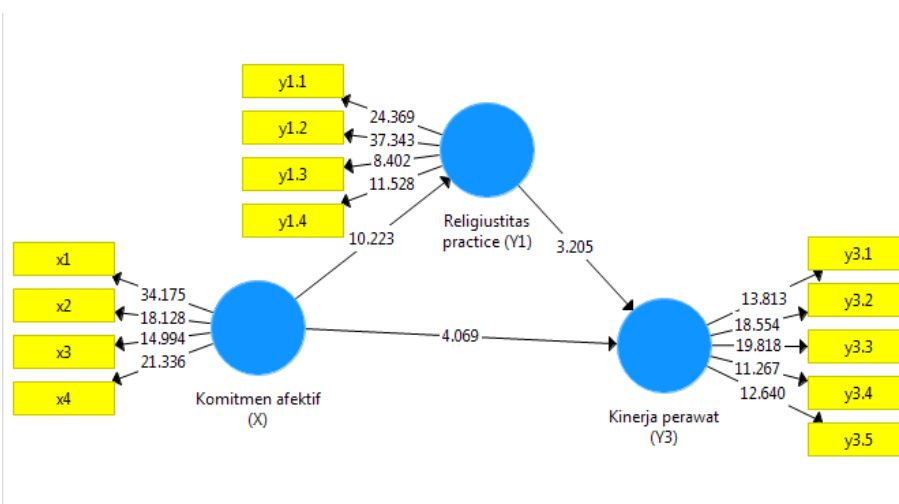 y1.1
y1.2
y1.3
y1.4
24.369
37.343
8.402
11.528
Religiustitas
practice (Y1)
10.223
3.205
x1
x2
x3
x4
34.175
18.128
14.994
21.336
Komitmen afektif
(X)
4.069
Kinerja perawat
(Y3)
13.813
18.554
19.818
11.267
12.640
y3.1
y3.2
y3.3
y3.4
y3.5